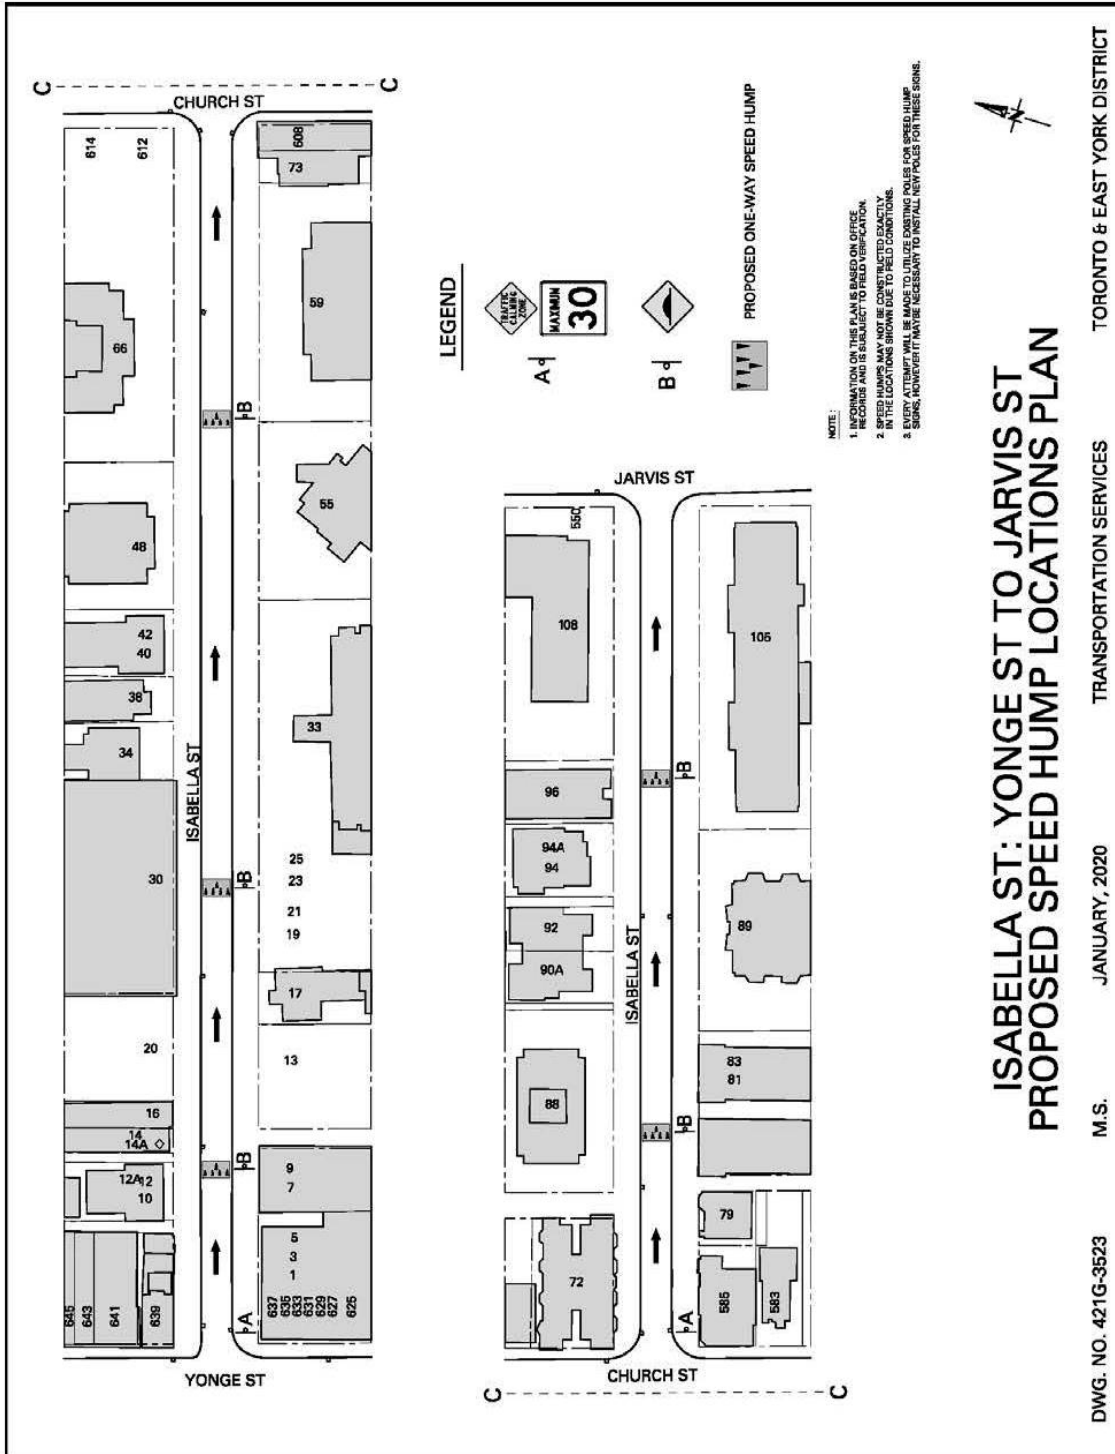 C
C
CHURCH ST
614
612
608
73
59
66
B
55
48
42
40
38
34
33
ISABELLA ST
30
25
23
21
19
B
17
20
13
16
14
14A
12A
12
10
B
9
7
5
3
1
645
643
641
639
637
635
633
631
629
627
625
A
YONGE ST
LEGEND
A
TRAFFIC
CALMING
ZONE
MAXIMUM
30
B
PROPOSED ONE-WAY SPEED HUMP
NOTE :
1. INFORMATION ON THIS PLAN IS BASED ON OFFICE
RECORDS AND IS SUBJECT TO FIELD VERIFICATION.
2. SPEED HUMPS MAY NOT BE CONSTRUCTED EXACTLY
IN THE LOCATIONS SHOWN DUE TO FIELD CONDITIONS.
3. EVERY ATTEMPT WILL BE MADE TO UTILIZE EXISTING POLES FOR SPEED HUMP
SIGNS, HOWEVER IT MAYBE NECESSARY TO INSTALL NEW POLES FOR THESE SIGNS.
N
JARVIS ST
550
108
105
B
96
94A
94
92
90A
89
ISABELLA ST
88
83
81
B
79
72
585
583
A
CHURCH ST
C
C
ISABELLA ST: YONGE ST TO JARVIS ST
PROPOSED SPEED HUMP LOCATIONS PLAN
DWG. NO. 421G-3523
M.S.
JANUARY, 2020
TRANSPORTATION SERVICES
TORONTO & EAST YORK DISTRICT